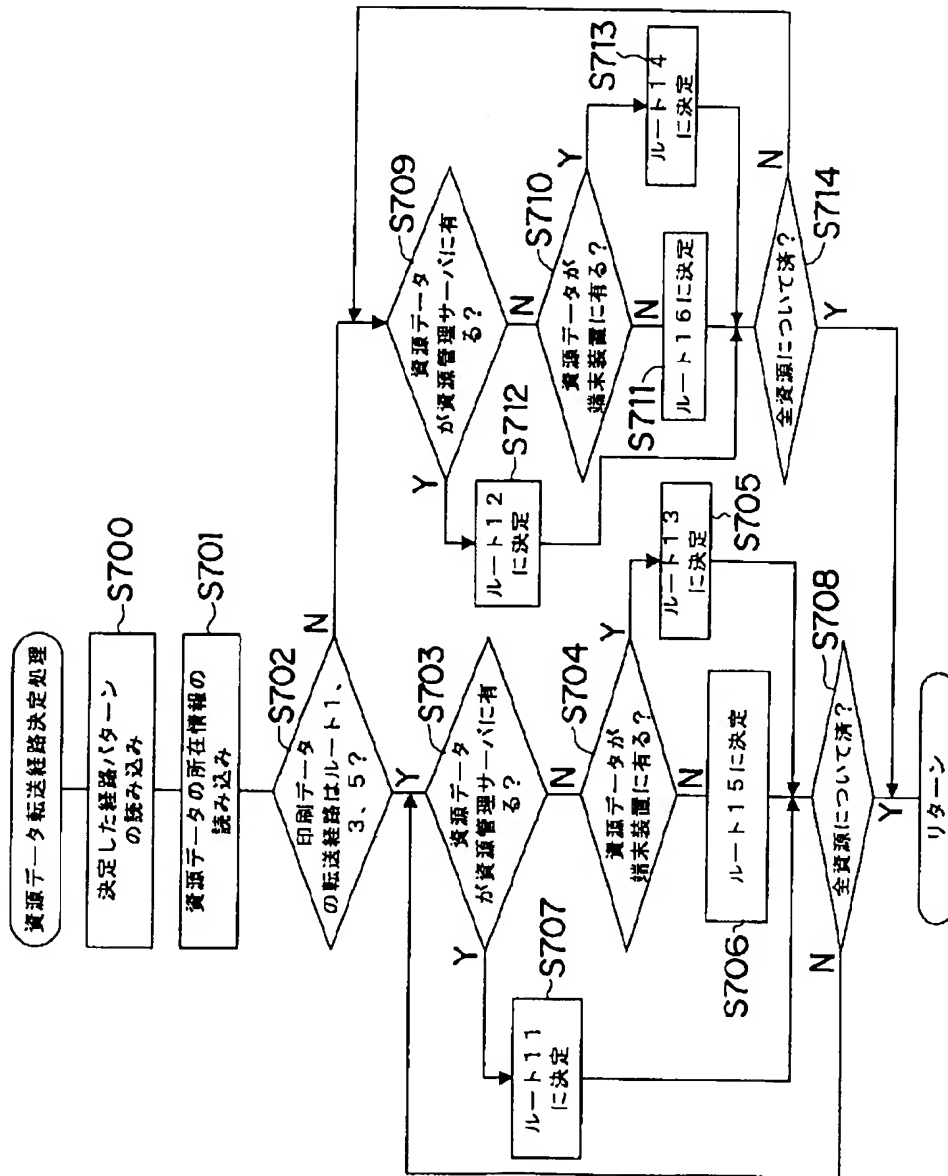 資源データ転送経路決定処理
決定した経路パターン
の読み込み
S700
資源データの所在情報の
読み込み
S701
印刷データ
の転送経路はルート1、
3、5?
S702
N
Y
資源データ
が資源管理サーバに有
る?
S703
Y
N
ルート11
に決定
S707
資源データが
端末装置に有る?
S704
Y
N
ルート13
に決定
S705
ルート15に決定
S706
全資源について済?
S708
N
Y
資源データ
が資源管理サーバに有
る?
S709
Y
N
ルート12
に決定
S712
資源データが
端末装置に有る?
S710
Y
N
ルート14
に決定
S713
ルート16に決定
S711
全資源について済?
S714
N
Y
リターン